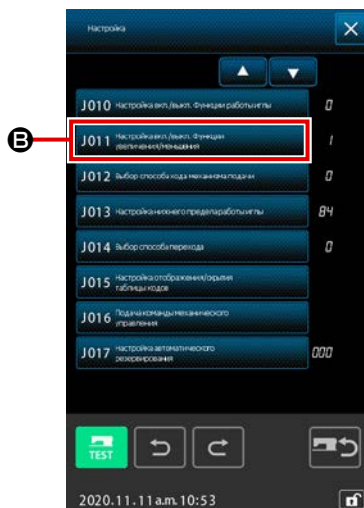 Настройка
J010 Настройка вкл./выкл. Функции работы иглы 0
B
J011 Настройка вкл./выкл. Функции
увеличения/меньшения 1
J012 Выбор способа хода механизма подачи 0
J013 Настройка нижнего предела работы иглы 84
J014 Выбор способа перехода 0
J015 Настройка отображения/скрытия
таблицы кодов
J016 Подача команды механического
управления
J017 Настройка автоматического
резервирования 000
TEST
2020.11.11 a.m. 10:53